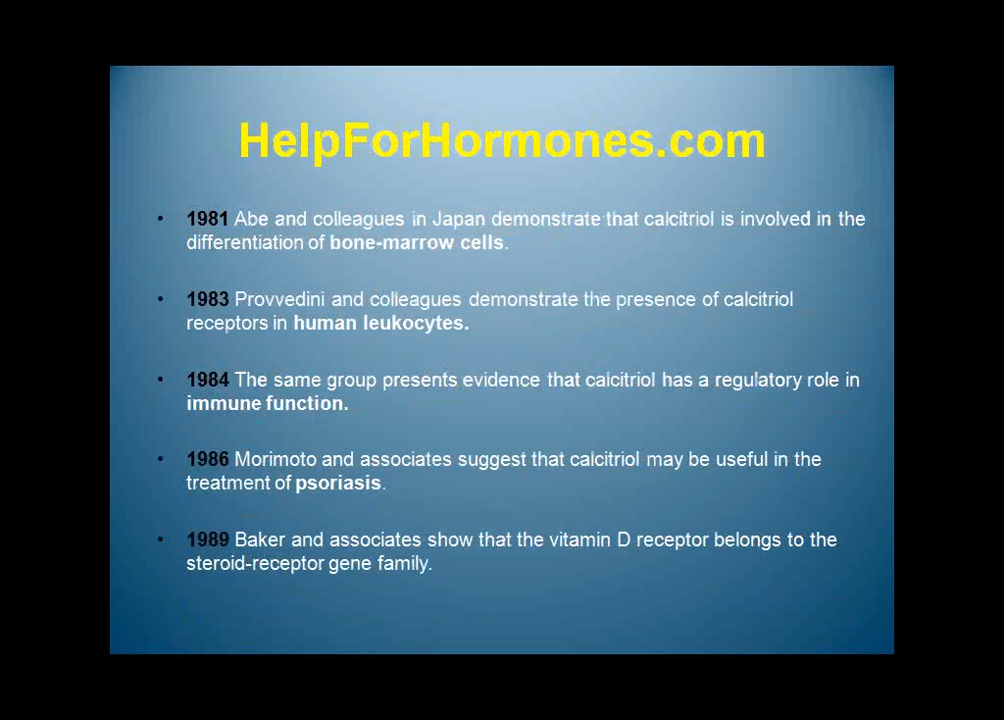 HelpForHormones.com
• 1981 Abe and colleagues in Japan demonstrate that calcitriol is involved in the
differentiation of bone-marrow cells.
• 1983 Provvedini and colleagues demonstrate the presence of calcitriol
receptors in human leukocytes.
• 1984 The same group presents evidence that calcitriol has a regulatory role in
immune function.
• 1986 Morimoto and associates suggest that calcitriol may be useful in the
treatment of psoriasis.
• 1989 Baker and associates show that the vitamin D receptor belongs to the
steroid-receptor gene family.